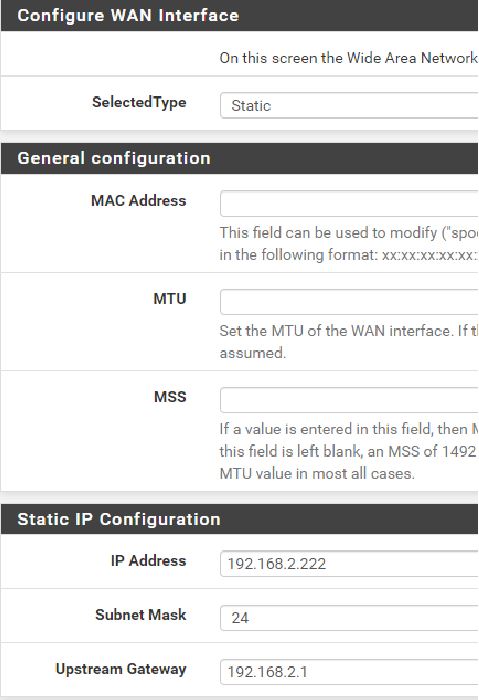 Configure WAN Interface
On this screen the Wide Area Network
SelectedType
Static
General configuration
MAC Address
This field can be used to modify ("spoo
in the following format: xx:xx:xx:xx:xx:
MTU
Set the MTU of the WAN interface. If t
assumed.
MSS
If a value is entered in this field, then M
this field is left blank, an MSS of 1492
MTU value in most all cases.
Static IP Configuration
IP Address
192.168.2.222
Subnet Mask
24
Upstream Gateway
192.168.2.1